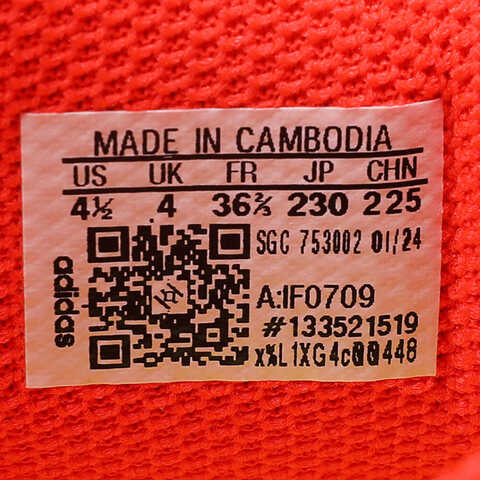 MADE IN CAMBODIA
US UK FR JP CHN
4½ 4 36⅔ 230 225
adidas
SGC 753002 01/24
A:IF0709
#133521519
x%L1XG4c00448